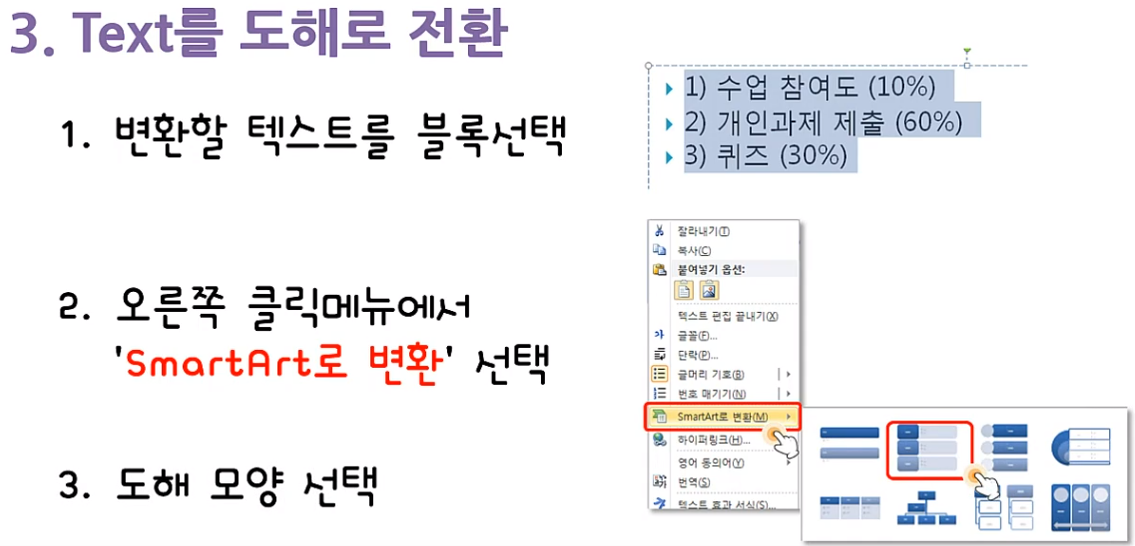 3. Text를 도해로 전환
1. 변환할 텍스트를 블록선택
1) 수업 참여도 (10%)
2) 개인과제 제출 (60%)
3) 퀴즈 (30%)
2. 오른쪽 클릭메뉴에서
'SmartArt로 변환' 선택
3. 도해 모양 선택
잘라내기(T)
복사(C)
붙여넣기 옵션:
텍스트 편집 끝내기(X)
가 글꼴(F)...
단락(P)...
글머리 기호(B)
번호 매기기(N)
SmartArt로 변환(M)
하이퍼링크(H)...
영어 동의어(Y)
번역(S)
텍스트 효과 서식(S)...